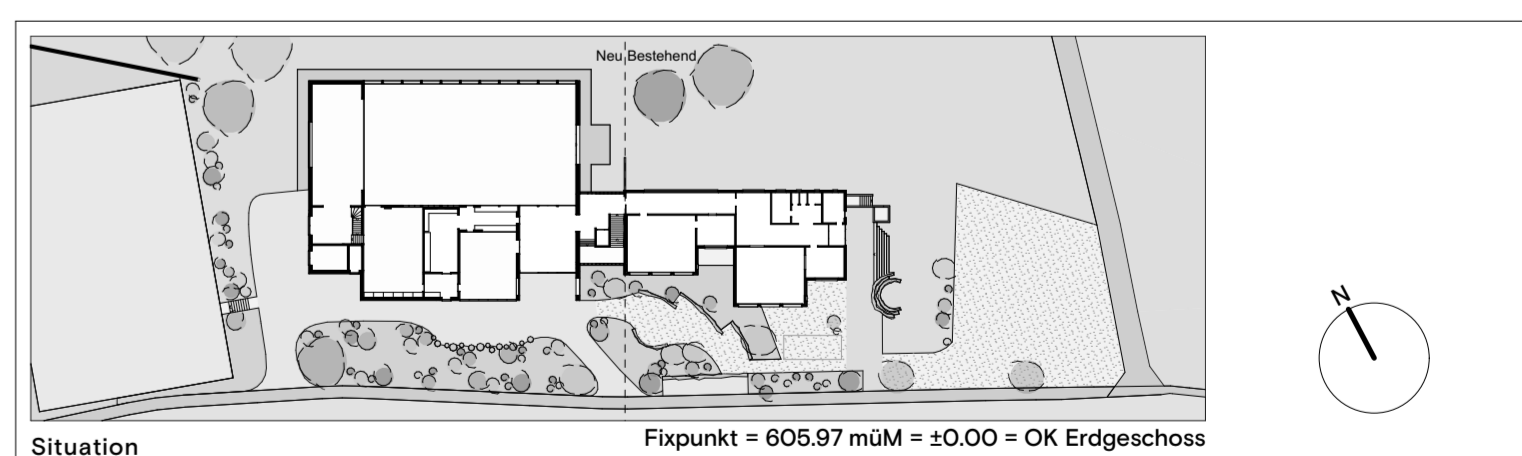 Neu Bestehend
N
Situation
Fixpunkt = 605.97 müM = ±0.00 = OK Erdgeschoss